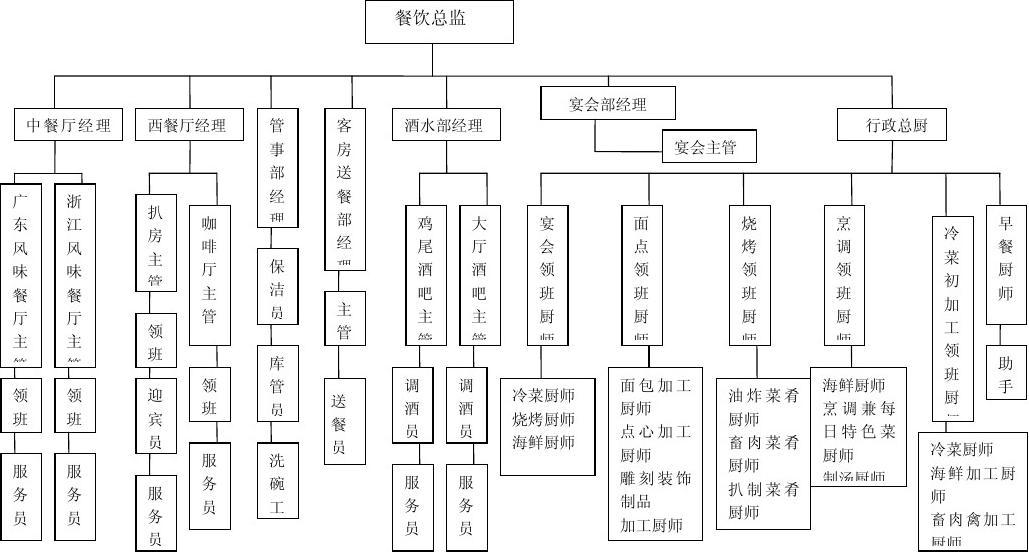 餐饮总监
中餐厅经理
西餐厅经理
管事部经理
客房送餐部经理
酒水部经理
宴会部经理
宴会主管
行政总厨
广东风味餐厅主管
领班
服务员
浙江风味餐厅主管
领班
服务员
扒房主管
领班
迎宾员
服务员
咖啡厅主管
领班
服务员
保洁员
库管员
洗碗工
主管
送餐员
鸡尾酒吧主管
调酒员
服务员
大厅酒吧主管
调酒员
服务员
宴会领班厨师
冷菜厨师
烧烤厨师
海鲜厨师
面点领班厨师
面包加工
厨师
点心加工
厨师
雕刻装饰
制品
加工厨师
烧烤领班厨师
油炸菜肴
厨师
畜肉菜肴
厨师
扒制菜肴
厨师
烹调领班厨师
海鲜厨师
烹调兼每
日特色菜
厨师
制汤厨师
冷菜初加工领班厨
冷菜厨师
海鲜加工厨
师
畜肉禽加工
厨师
早餐厨师
助手